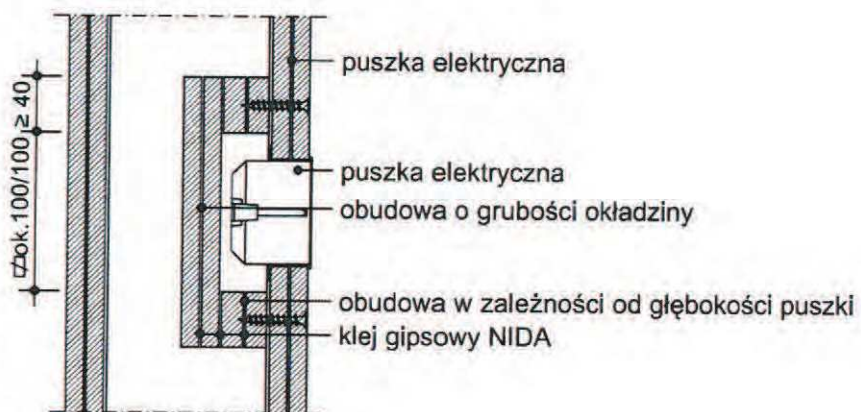 puszka elektryczna
puszka elektryczna
obudowa o grubości okładziny
obudowa w zależności od głębokości puszki
klej gipsowy NIDA
ok.100/100 ≥ 40